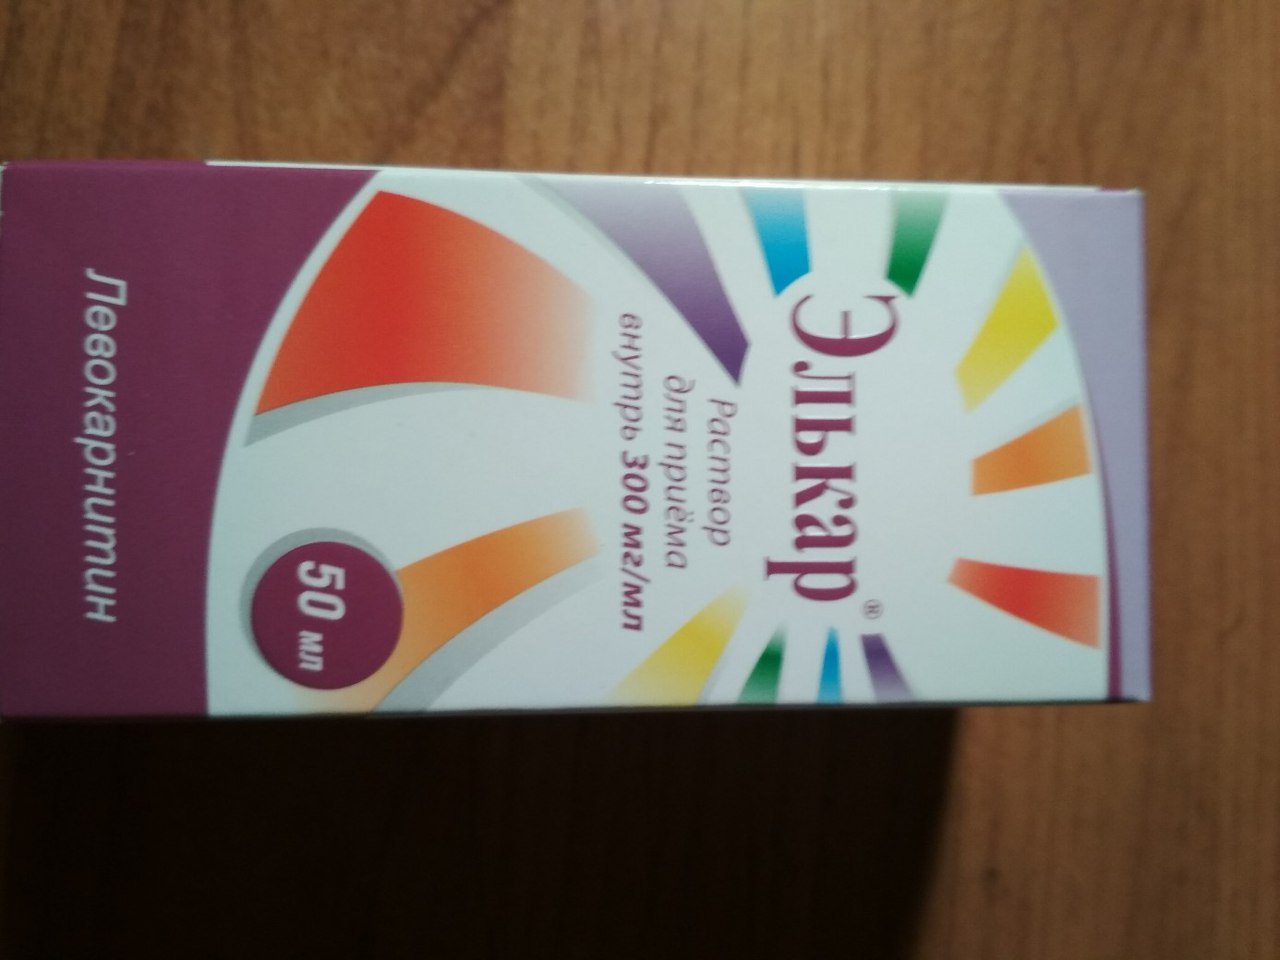 Элькар®
Раствор
для приёма
внутрь 300 мг/мл
50 мл
Левокарнитин